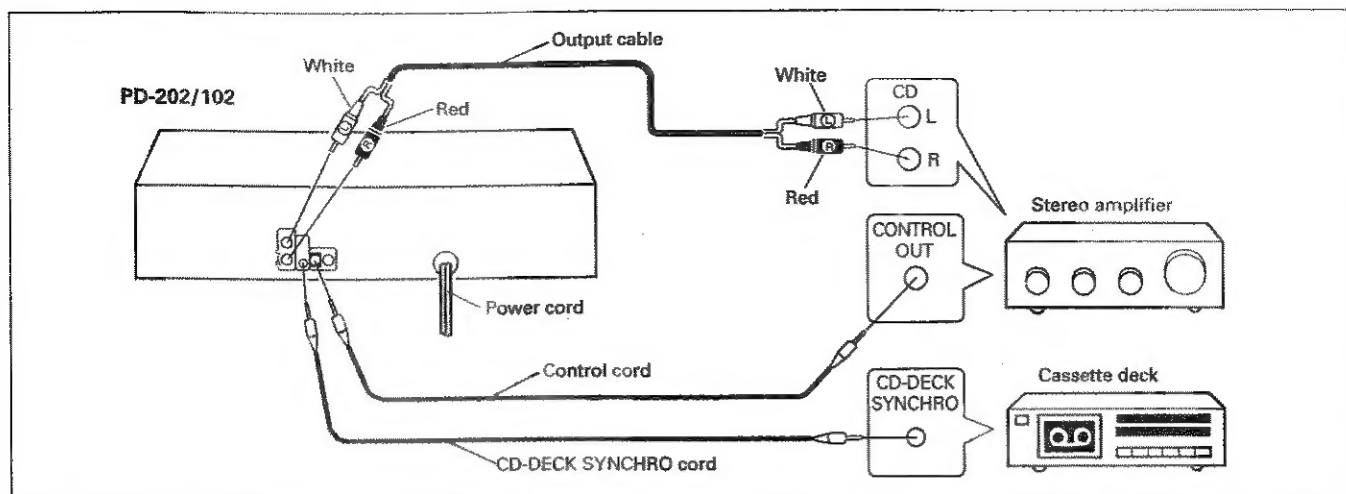 Output cable
White
PD-202/102
Red
L
R
White
CD
L
L
R
R
Red
Stereo amplifier
CONTROL
OUT
Power cord
Control cord
CD-DECK
SYNCHRO
Cassette deck
CD-DECK SYNCHRO cord